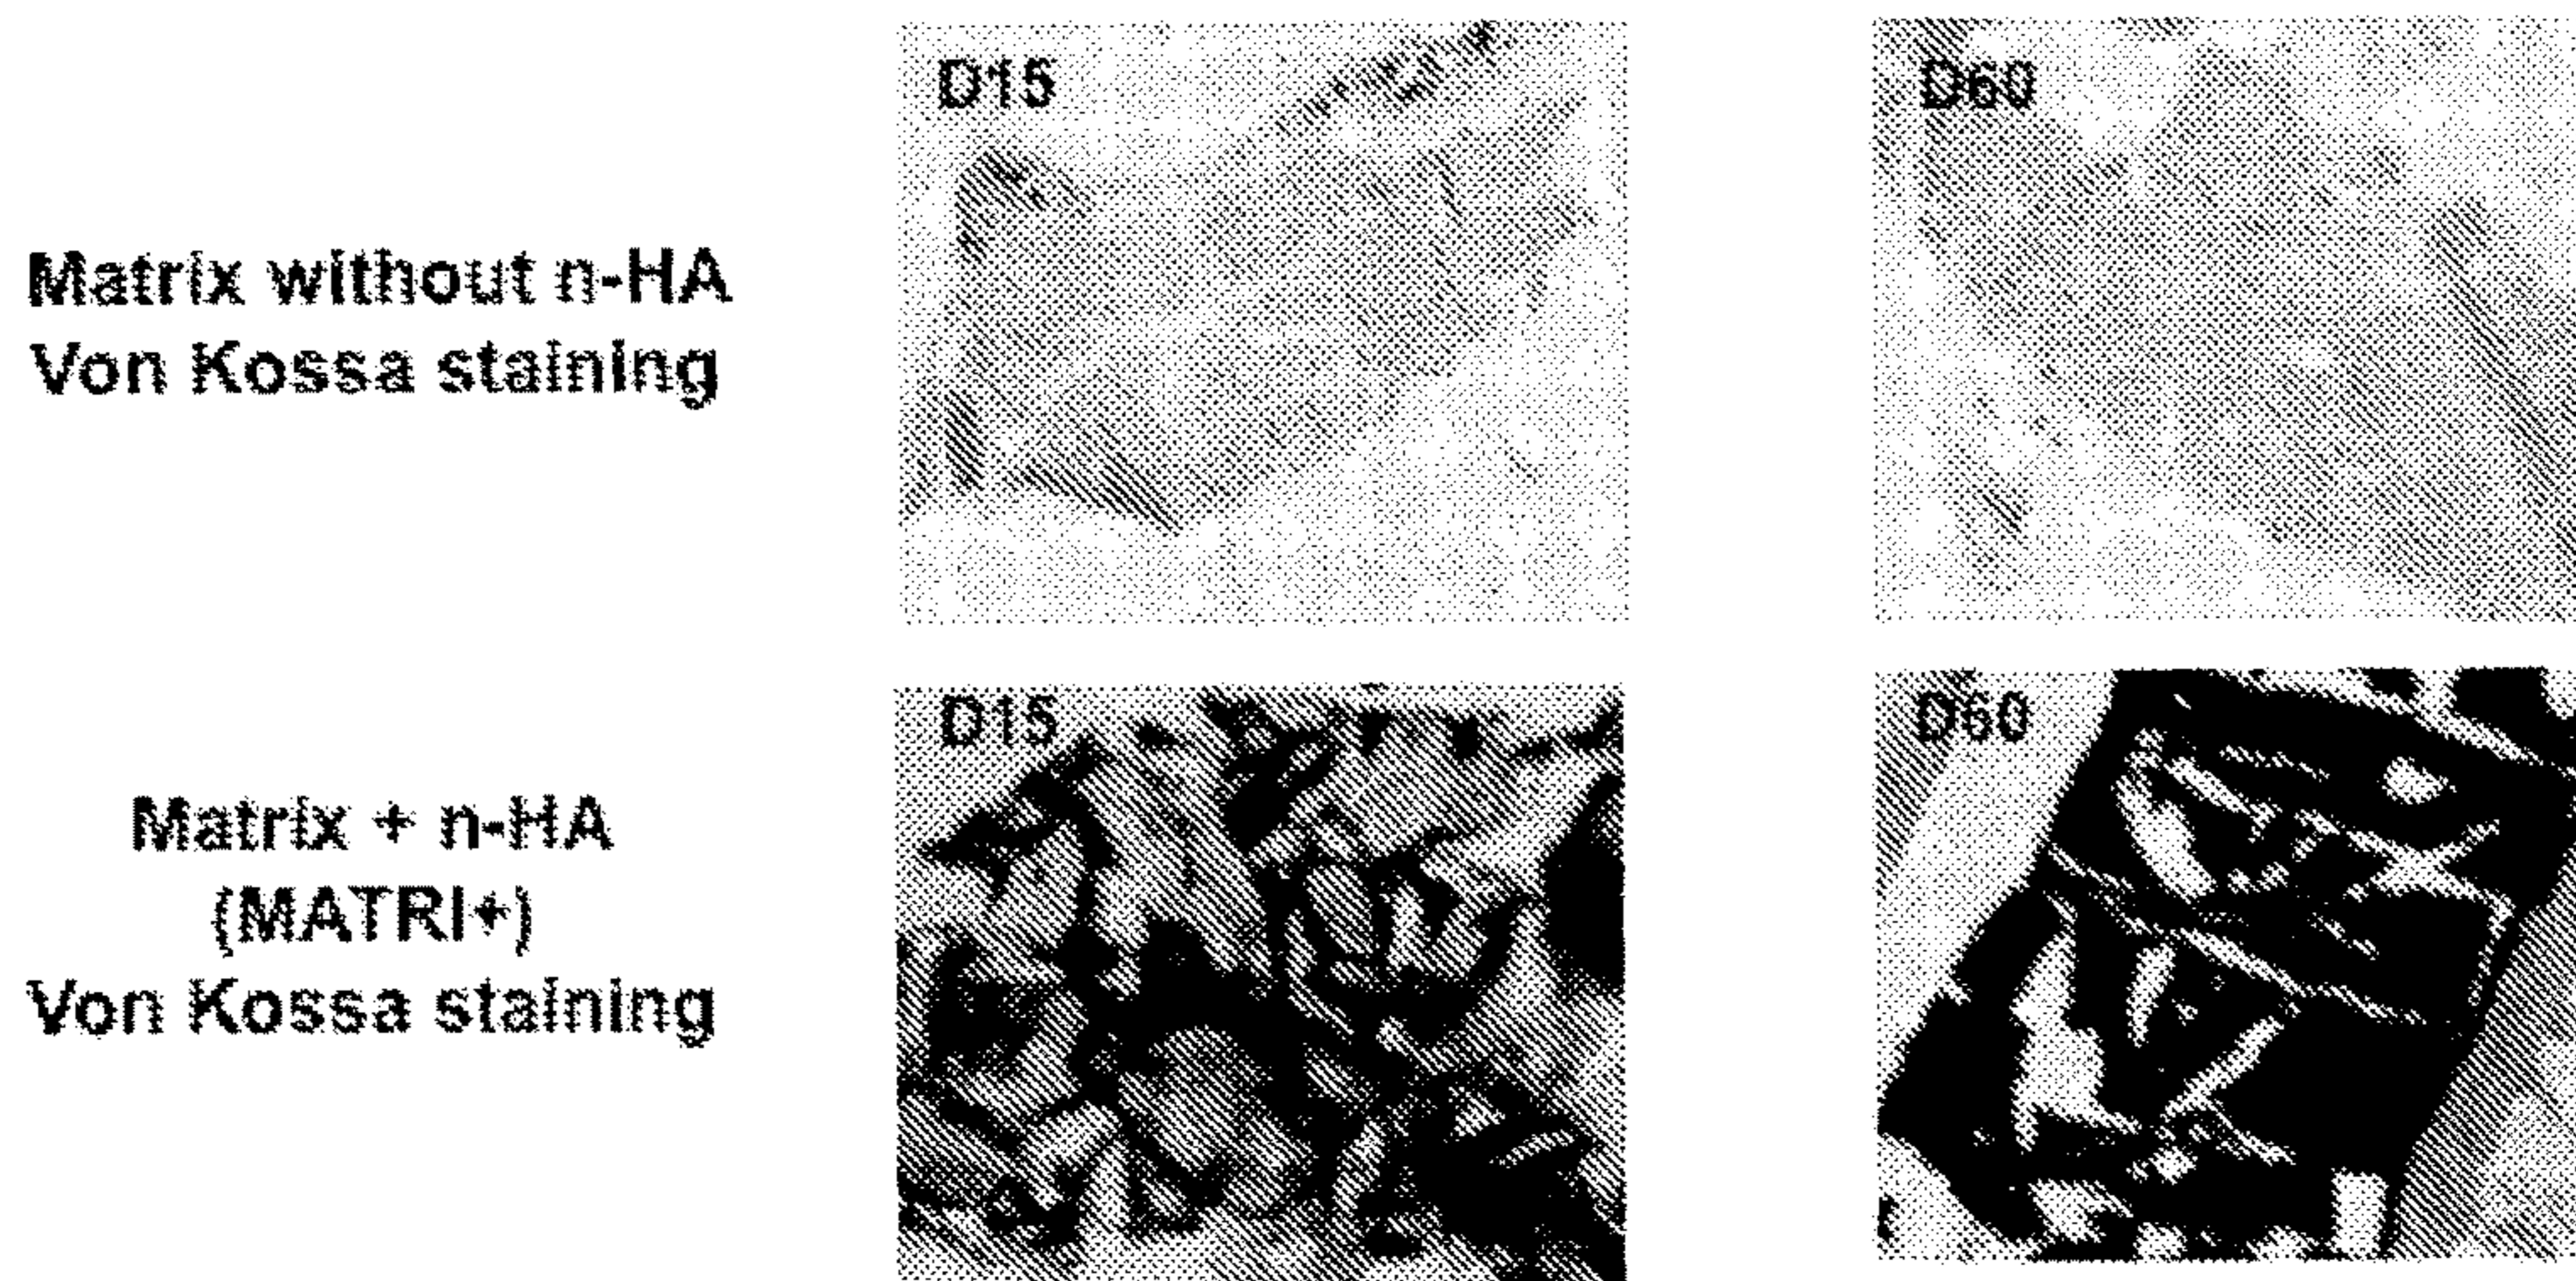 Matrix without n-HA
Von Kossa staining
D15
D60
Matrix + n-HA
(MATRI+)
Von Kossa staining
D15
D60